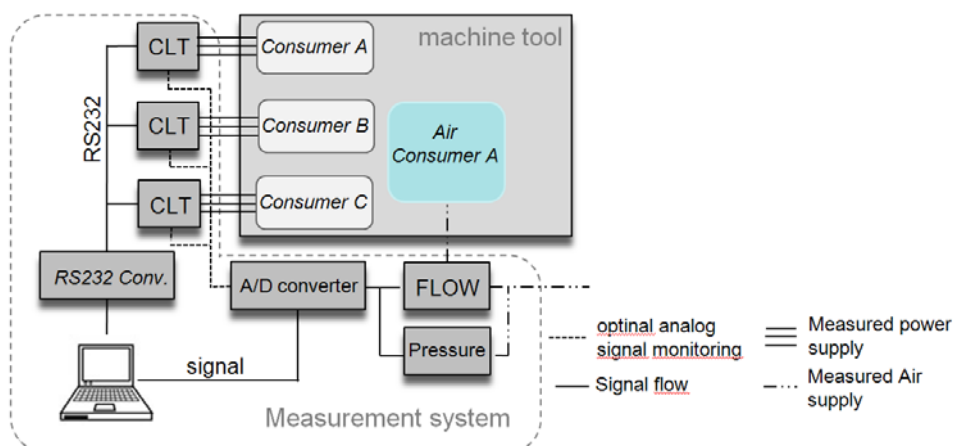 machine tool
CLT
Consumer A
CLT
Consumer B
Air
Consumer A
RS232
CLT
Consumer C
RS232 Conv.
A/D converter
FLOW
Pressure
signal
Measurement system
optinal analog
signal monitoring
Measured power
supply
Signal flow
Measured Air
supply